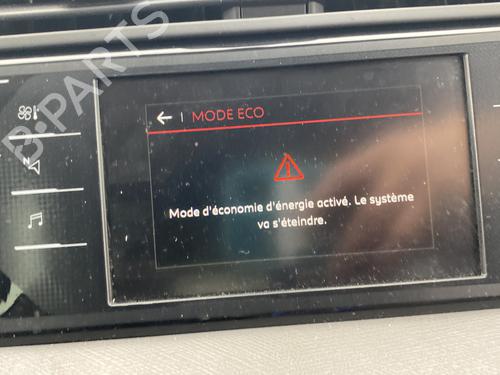 B-PARTS
← | MODE ECO
N
Mode d'économie d'énergie activé. Le système
va s'éteindre.